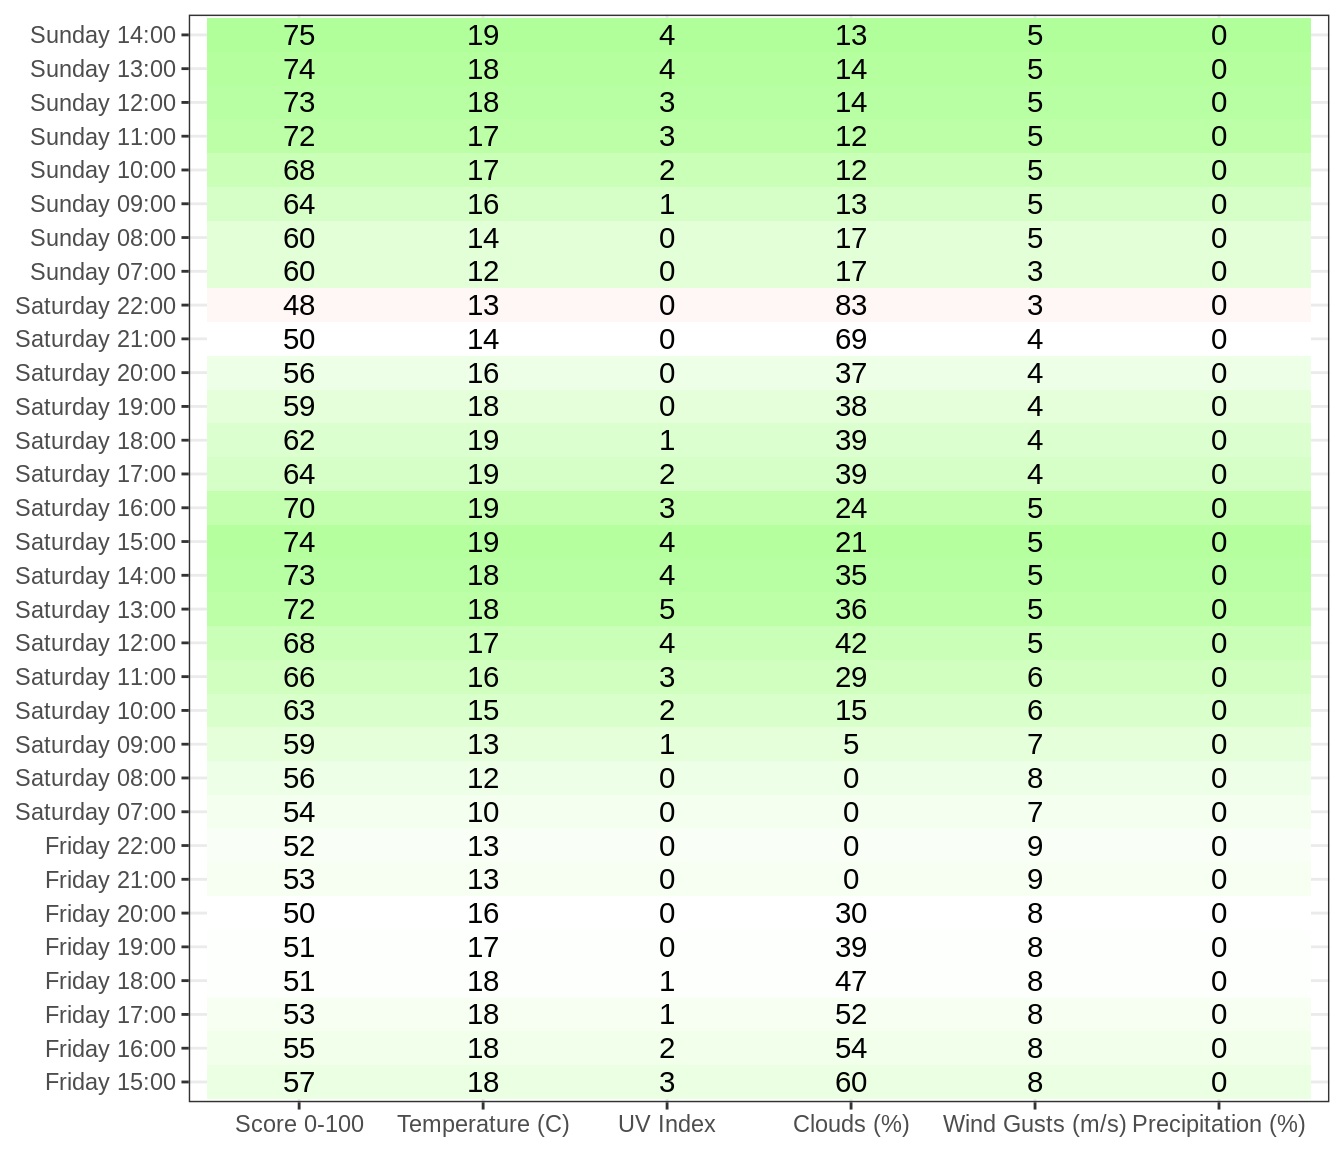 Sunday 14:00 75 19 4 13 5 0
Sunday 13:00 74 18 4 14 5 0
Sunday 12:00 73 18 3 14 5 0
Sunday 11:00 72 17 3 12 5 0
Sunday 10:00 68 17 2 12 5 0
Sunday 09:00 64 16 1 13 5 0
Sunday 08:00 60 14 0 17 5 0
Sunday 07:00 60 12 0 17 3 0
Saturday 22:00 48 13 0 83 3 0
Saturday 21:00 50 14 0 69 4 0
Saturday 20:00 56 16 0 37 4 0
Saturday 19:00 59 18 0 38 4 0
Saturday 18:00 62 19 1 39 4 0
Saturday 17:00 64 19 2 39 4 0
Saturday 16:00 70 19 3 24 5 0
Saturday 15:00 74 19 4 21 5 0
Saturday 14:00 73 18 4 35 5 0
Saturday 13:00 72 18 5 36 5 0
Saturday 12:00 68 17 4 42 5 0
Saturday 11:00 66 16 3 29 6 0
Saturday 10:00 63 15 2 15 6 0
Saturday 09:00 59 13 1 5 7 0
Saturday 08:00 56 12 0 0 8 0
Saturday 07:00 54 10 0 0 7 0
Friday 22:00 52 13 0 0 9 0
Friday 21:00 53 13 0 0 9 0
Friday 20:00 50 16 0 30 8 0
Friday 19:00 51 17 0 39 8 0
Friday 18:00 51 18 1 47 8 0
Friday 17:00 53 18 1 52 8 0
Friday 16:00 55 18 2 54 8 0
Friday 15:00 57 18 3 60 8 0
Score 0-100 Temperature (C) UV Index Clouds (%) Wind Gusts (m/s) Precipitation (%)